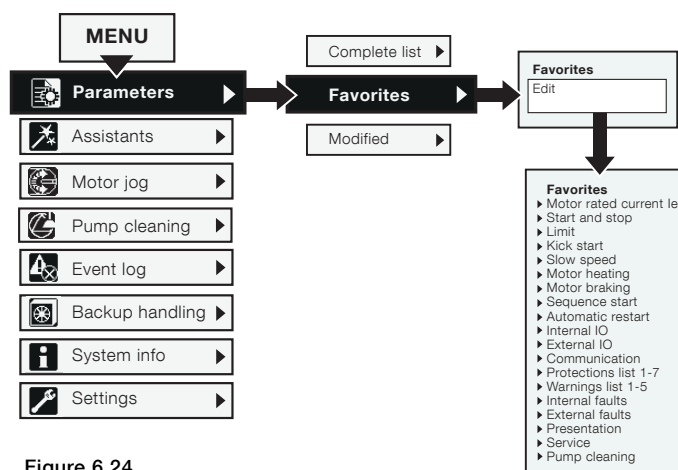 MENU
Parameters
Assistants
Motor jog
Pump cleaning
Event log
Backup handling
System info
Settings
Complete list
Favorites
Modified
Favorites
Edit
Favorites
Motor rated current le
Start and stop
Limit
Kick start
Slow speed
Motor heating
Motor braking
Sequence start
Automatic restart
Internal IO
External IO
Communication
Protections list 1-7
Warnings list 1-5
Internal faults
External faults
Presentation
Service
Pump cleaning
Figure 6.24